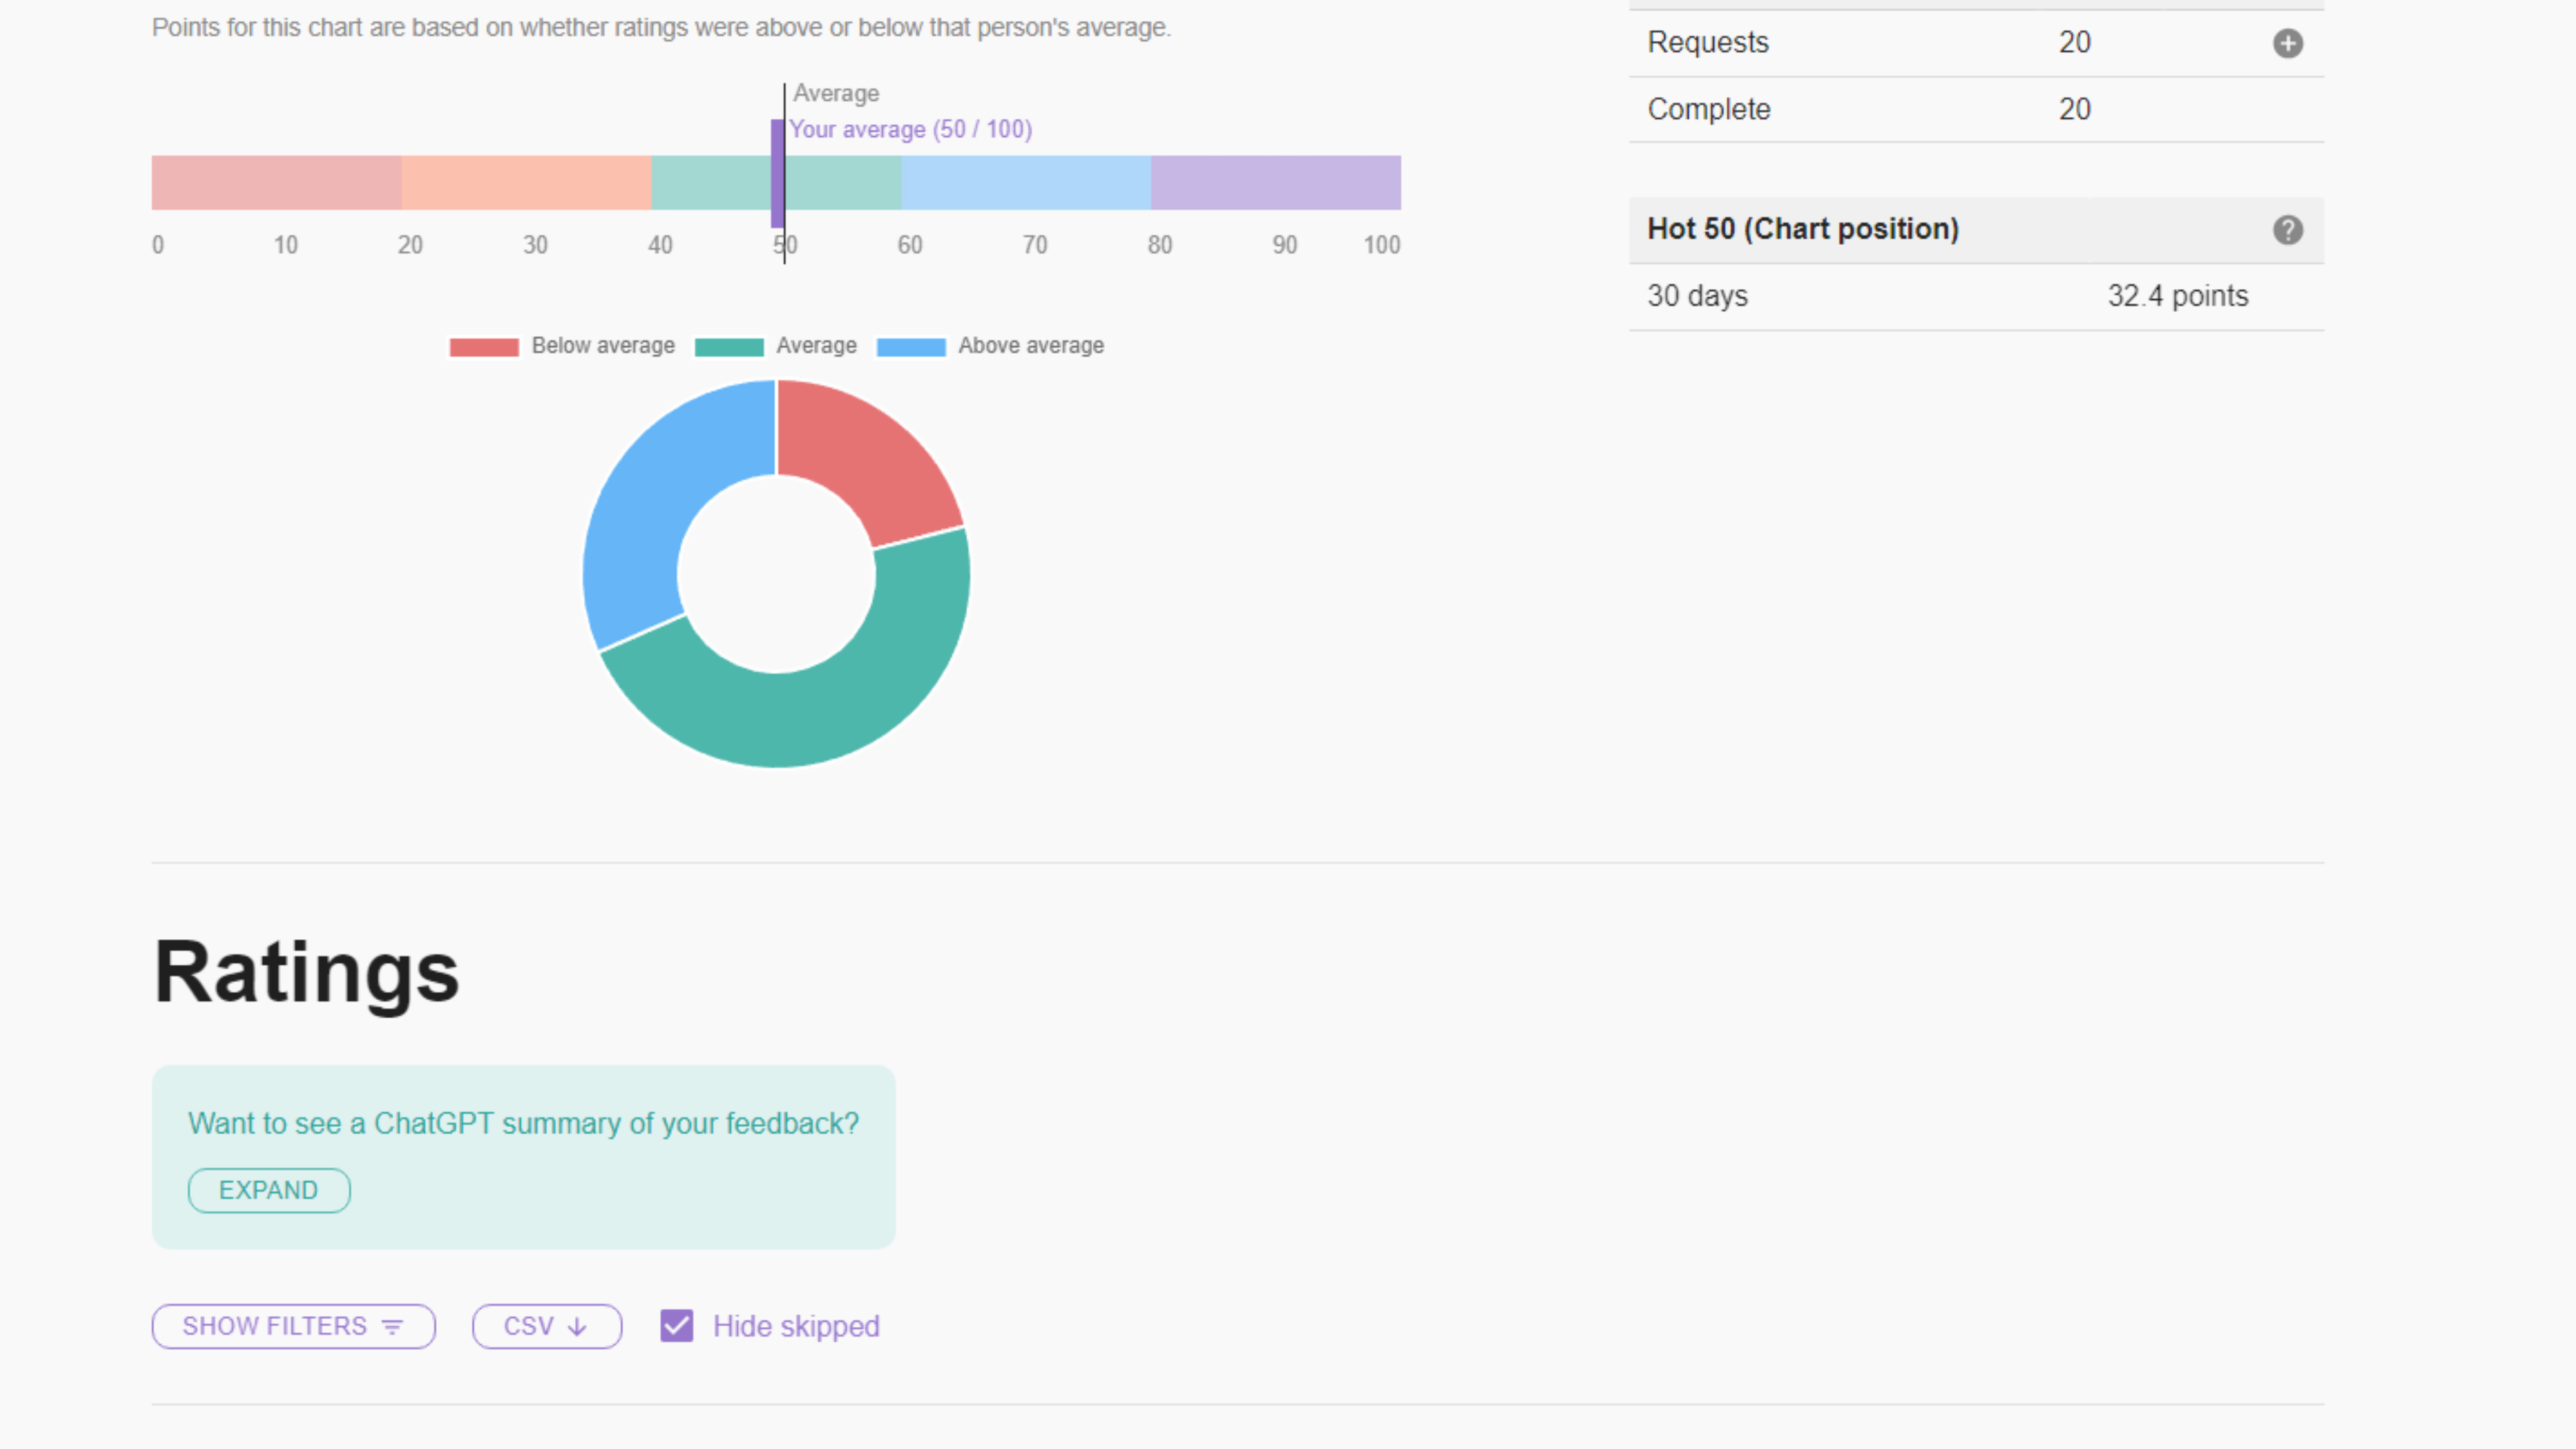 Points for this chart are based on whether ratings were above or below that person's average.
Average
Your average (50 / 100)
0 10 20 30 40 50 60 70 80 90 100
Below average Average Above average
Requests 20
Complete 20
Hot 50 (Chart position)
30 days 32.4 points
Ratings
Want to see a ChatGPT summary of your feedback?
EXPAND
SHOW FILTERS CSV Hide skipped